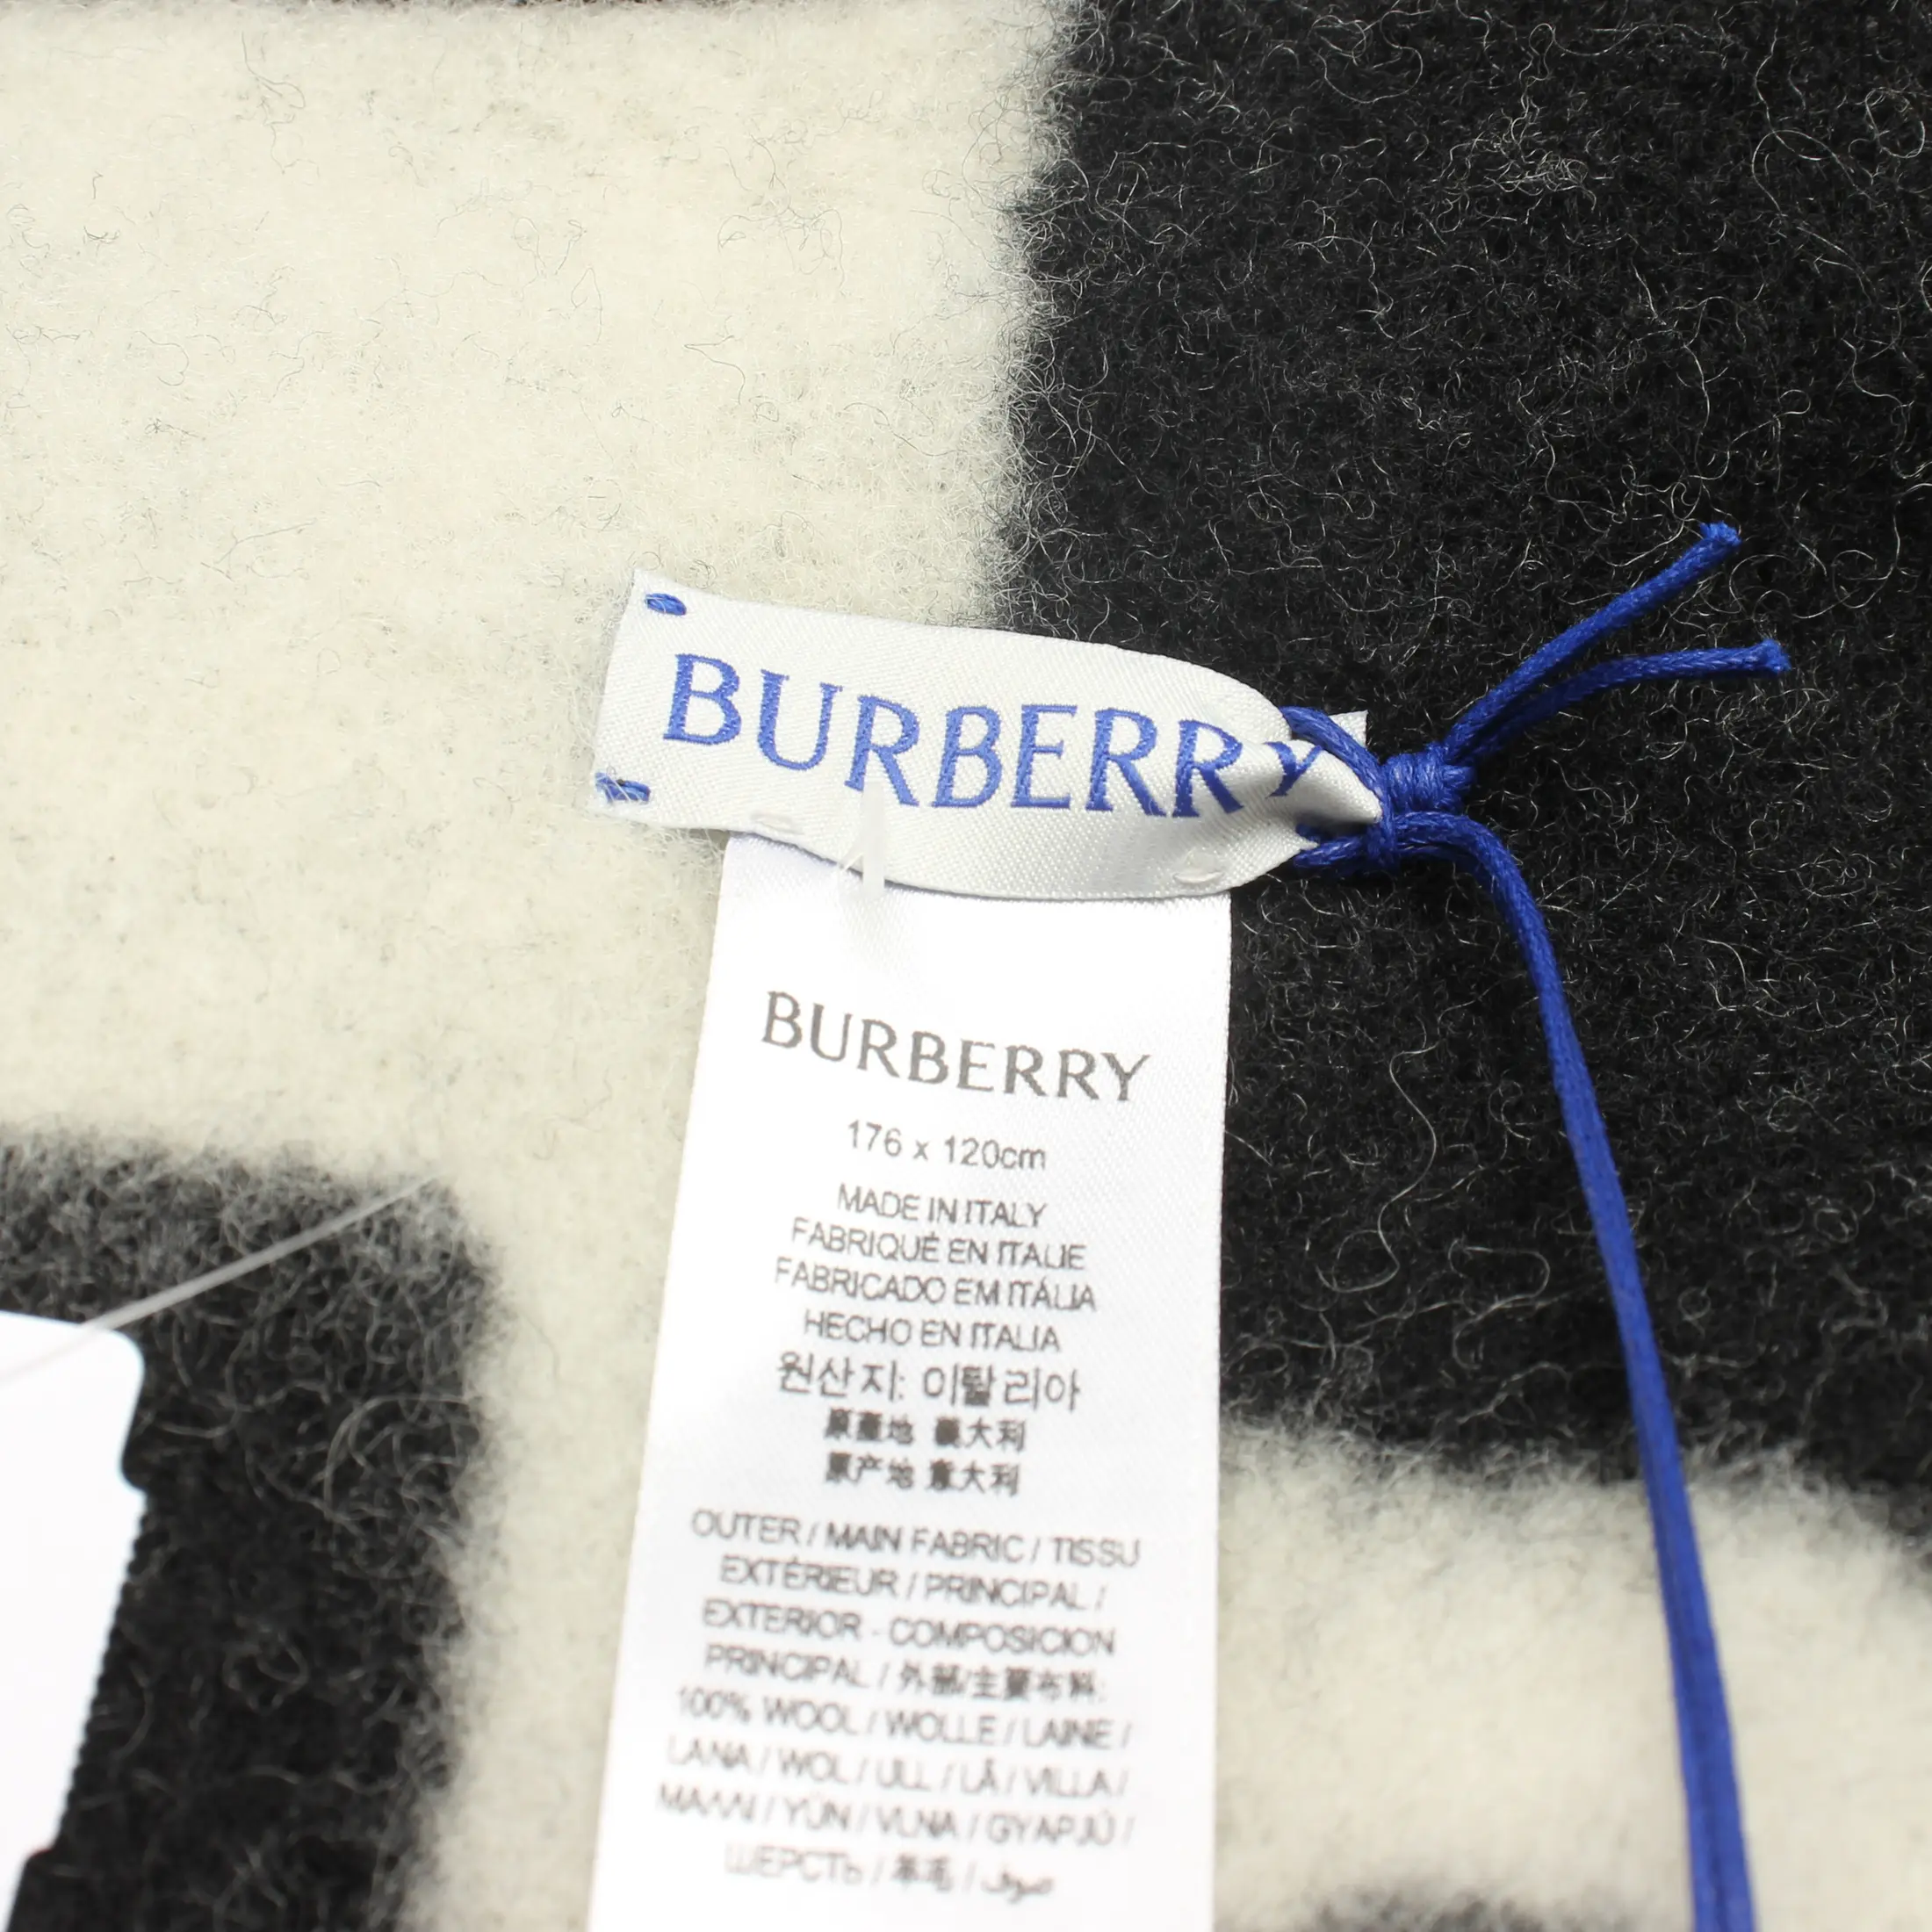 BURBERRY
BURBERRY
176 x 120cm
MADE IN ITALY
FABRIQUÉ EN ITALIE
FABRICADO EM ITÁLIA
HECHO EN ITALIA
원산지: 이탈리아
原產地 義大利
原产地 意大利
OUTER / MAIN FABRIC / TISSU
EXTÉRIEUR / PRINCIPAL /
EXTERIOR - COMPOSICION
PRINCIPAL / 外部/主要布料:
100% WOOL / WOLLE / LAINE /
LANA / WOL / ULL / LÃ / VILLA /
ΜΑΛΛΙ / YÜN / VLNA / GYAPJÚ /
ШЕРСТЬ / 羊毛 / صوف